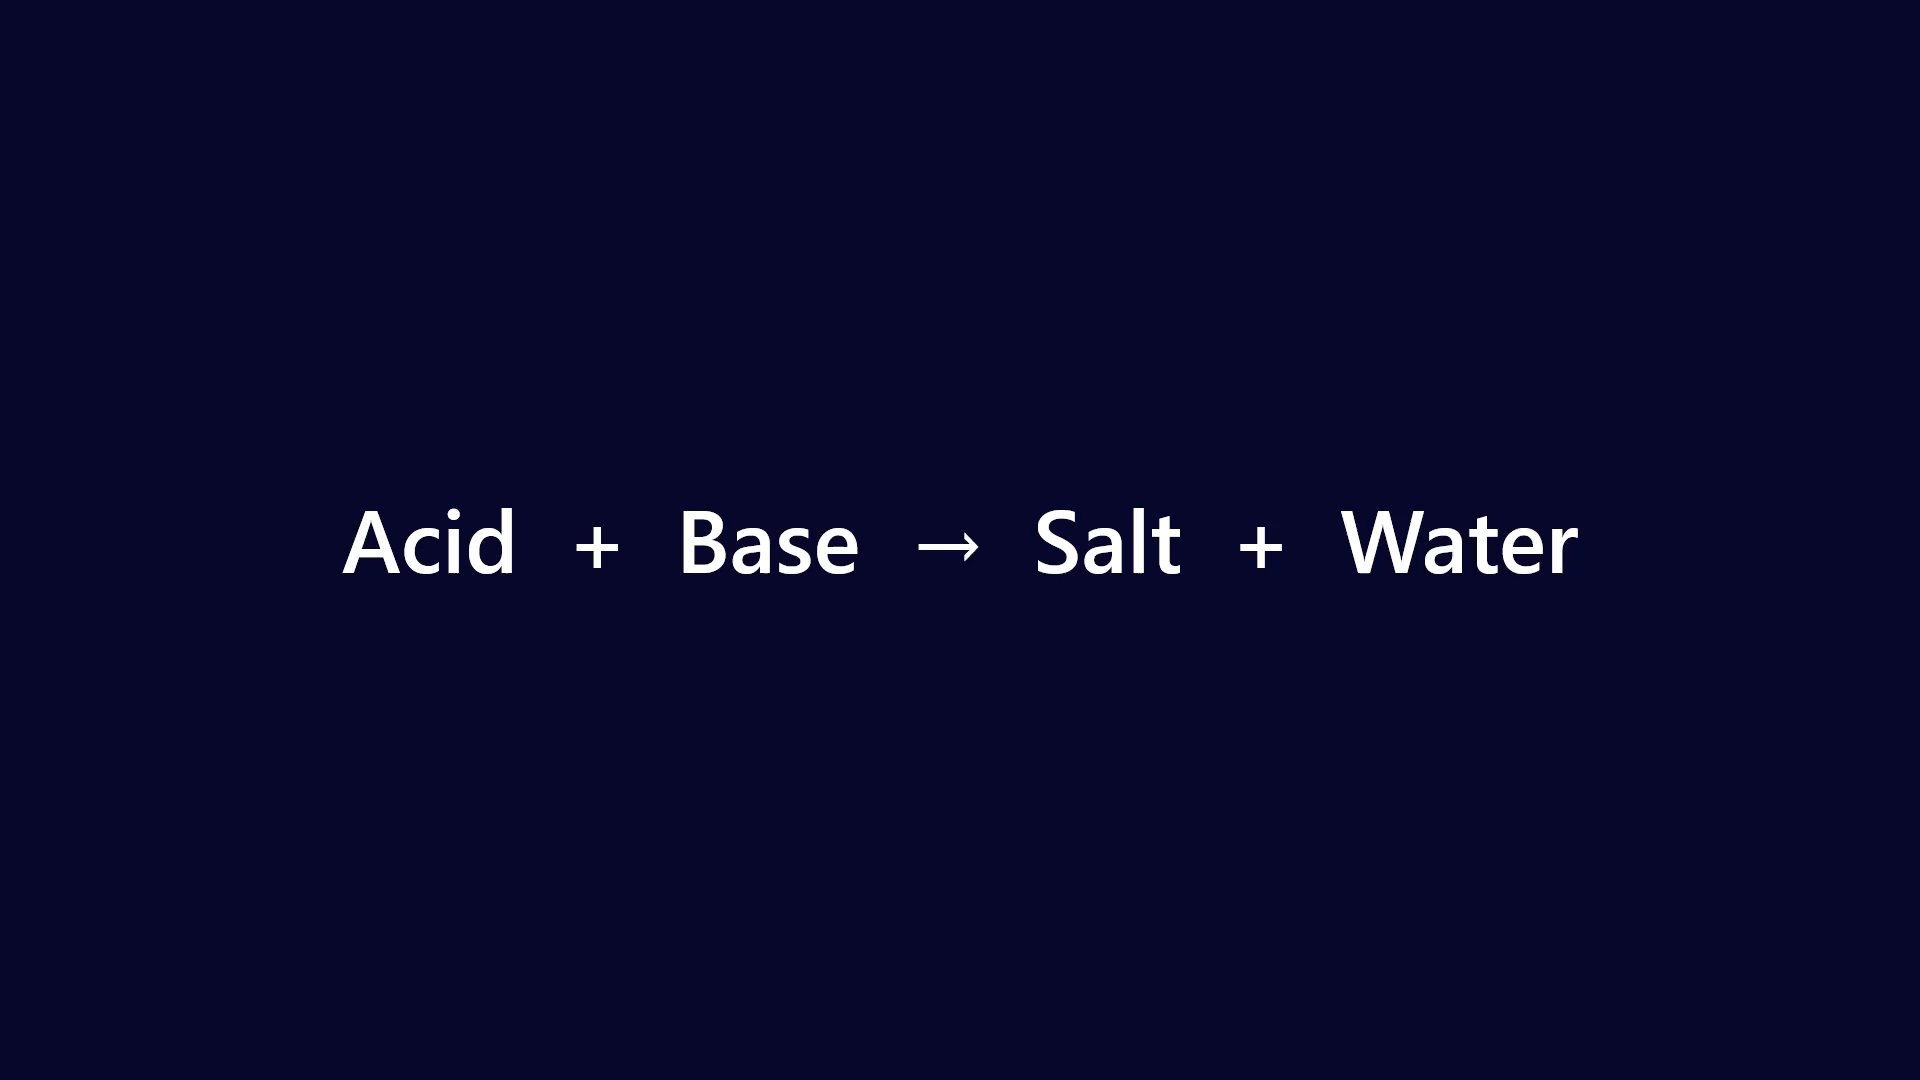 Acid + Base → Salt + Water